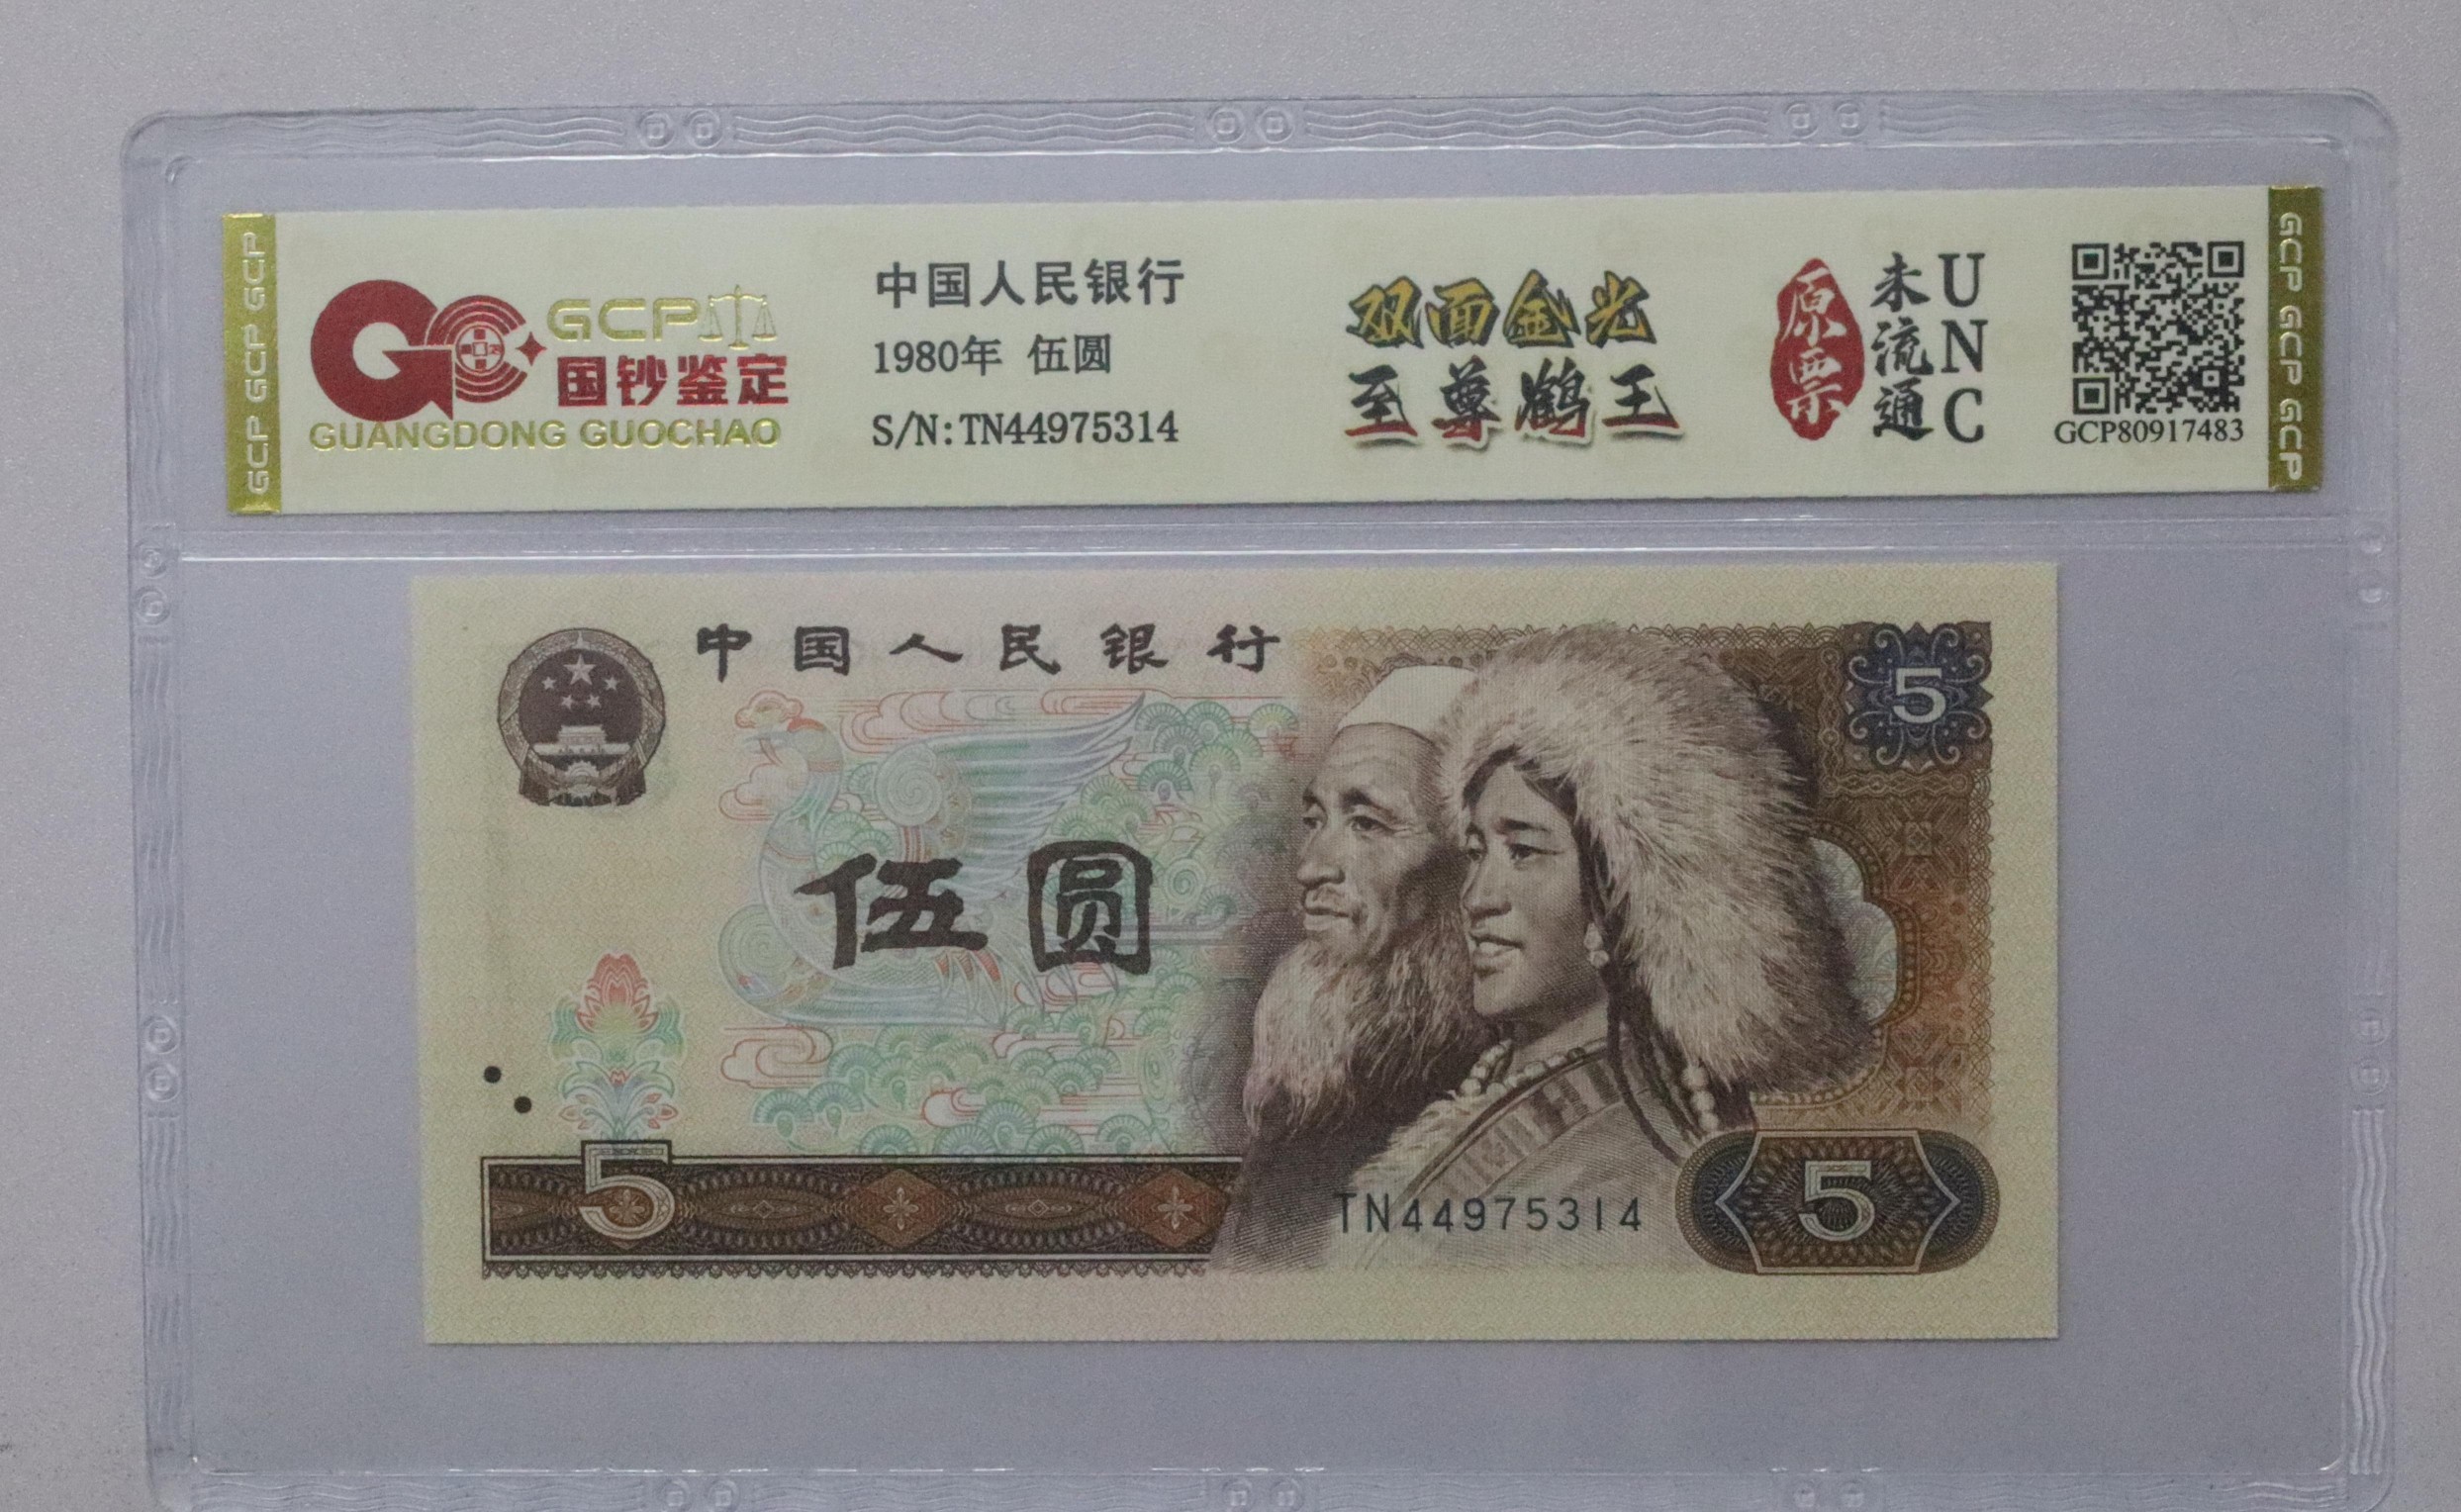 GCP GCP GCP
GCP
国钞鉴定
GUANGDONG GUOCHAO
中国人民银行
1980年 伍圆
S/N:TN44975314
双面金光
至尊鹤王
原票
未流通
UNC
GCP80917483
GCP GCP GCP
中国人民银行
5
伍圆
5
TN44975314
5